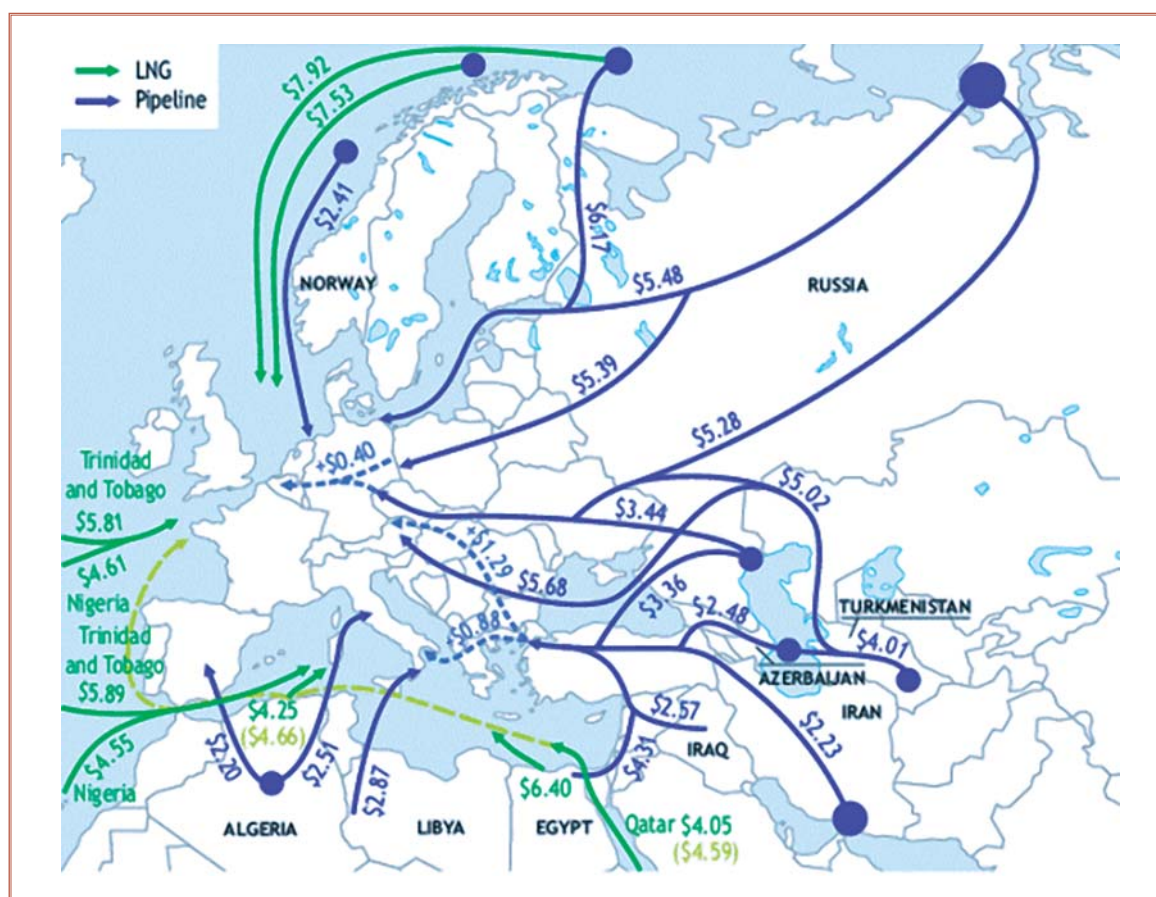 LNG
Pipeline
$7.92
$7.53
$2.41
$6.17
NORWAY
$5.48
RUSSIA
$5.39
$5.28
+$0.40
Trinidad
and Tobago
$5.81
$4.61
Nigeria
$5.02
$3.44
+$1.29
$5.68
$3.36
$2.48
TURKMENISTAN
+$0.88
$4.01
AZERBAIJAN
Trinidad
and Tobago
$5.89
$4.25
($4.66)
IRAN
$2.57
IRAQ
$2.23
$4.55
Nigeria
$2.20
$2.51
$2.87
$4.31
$6.40
ALGERIA
LIBYA
EGYPT
Qatar $4.05
($4.59)